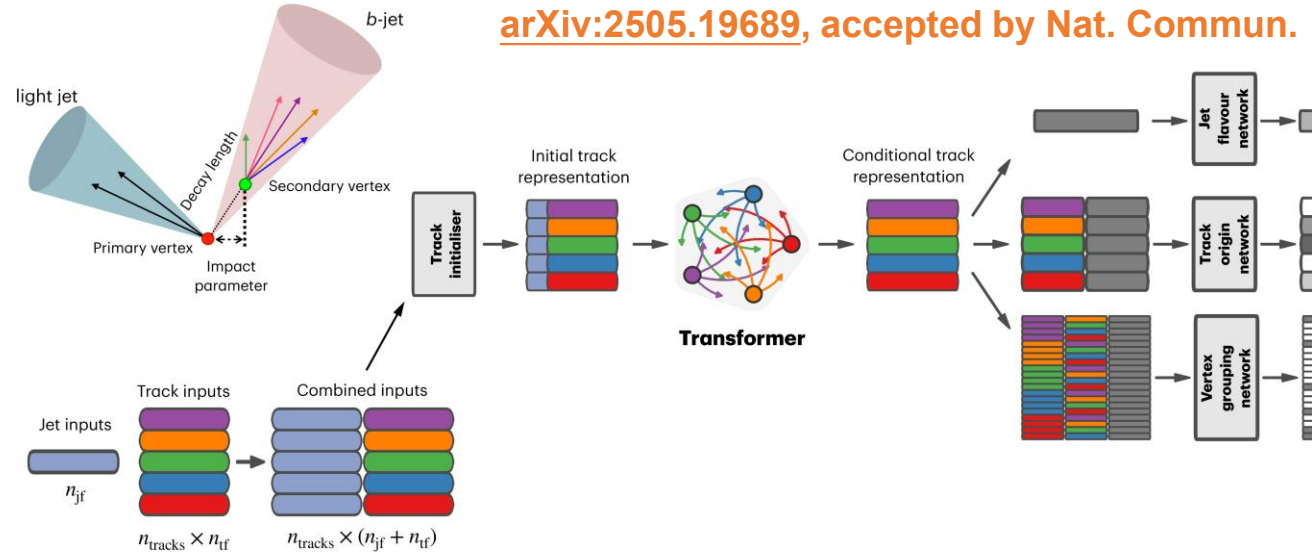 arXiv:2505.19689, accepted by Nat. Commun.
b-jet
light jet
Decay length
Secondary vertex
Primary vertex
Impact
parameter
Jet inputs
n_jf
Track inputs
n_tracks × n_tf
Combined inputs
n_tracks × (n_jf + n_tf)
Track
initialiser
Initial track
representation
Transformer
Conditional track
representation
Jet
flavour
network
Track
origin
network
Vertex
grouping
network